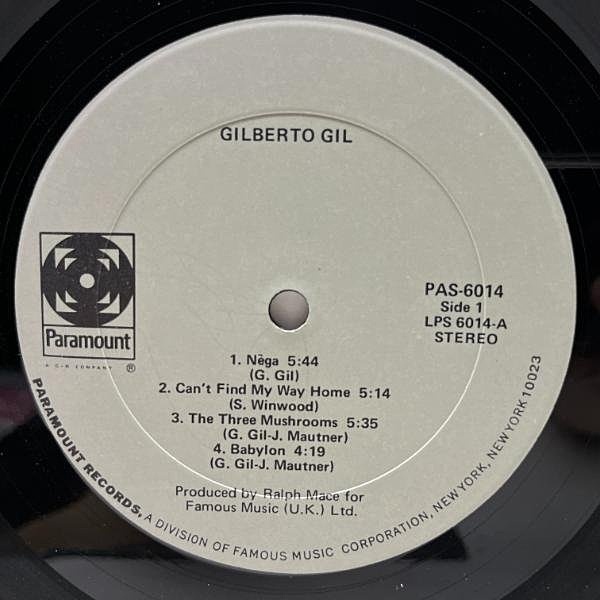 GILBERTO GIL
PAS-6014
Side 1
LPS 6014-A
STEREO
Paramount
A G+W COMPANY ®
1. Nèga 5:44
(G. Gil)
2. Can't Find My Way Home 5:14
(S. Winwood)
3. The Three Mushrooms 5:35
(G. Gil-J. Mautner)
4. Babylon 4:19
(G. Gil-J. Mautner)
Produced by Ralph Mace for
Famous Music (U.K.) Ltd.
PARAMOUNT RECORDS, A DIVISION OF FAMOUS MUSIC CORPORATION, NEW YORK, NEW YORK 10023